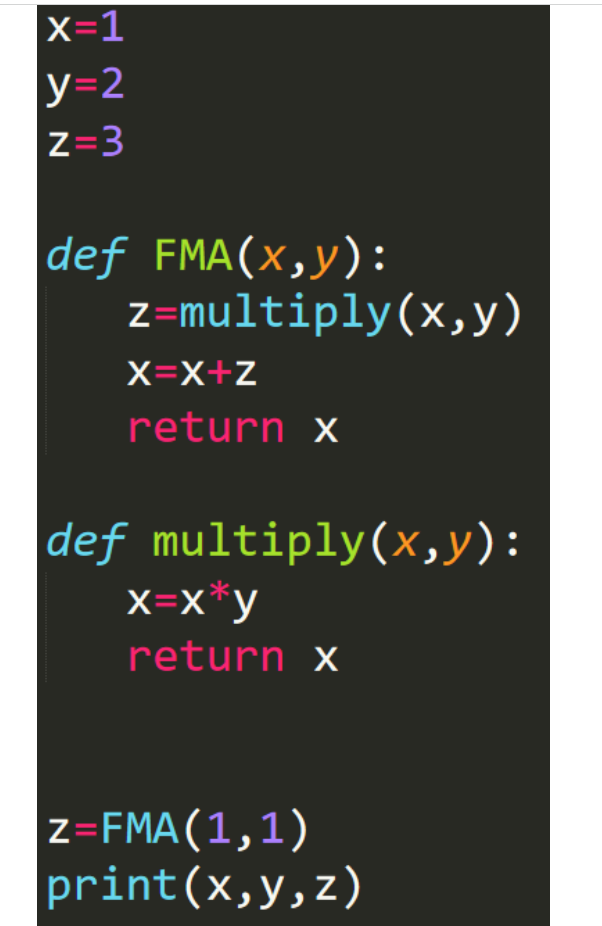 x=1
y=2
z=3
def FMA(x,y):
    z=multiply(x,y)
    x=x+z
    return x
def multiply(x,y):
    x=x*y
    return x
z=FMA(1,1)
print(x,y,z)